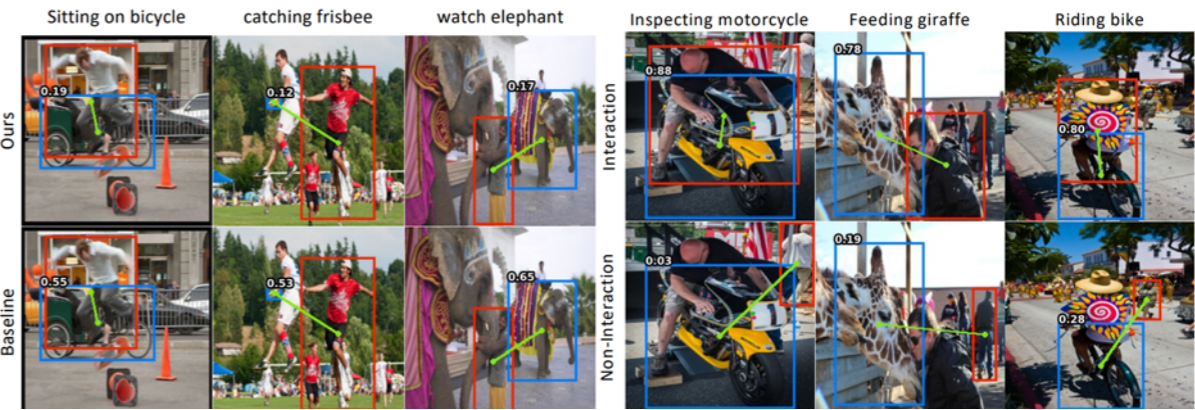 Sitting on bicycle
catching frisbee
watch elephant
Inspecting motorcycle
Feeding giraffe
Riding bike
Ours
0.19
0.12
0.17
Interaction
0.88
0.78
0.80
Baseline
0.55
0.53
0.65
Non-Interaction
0.03
0.19
0.28